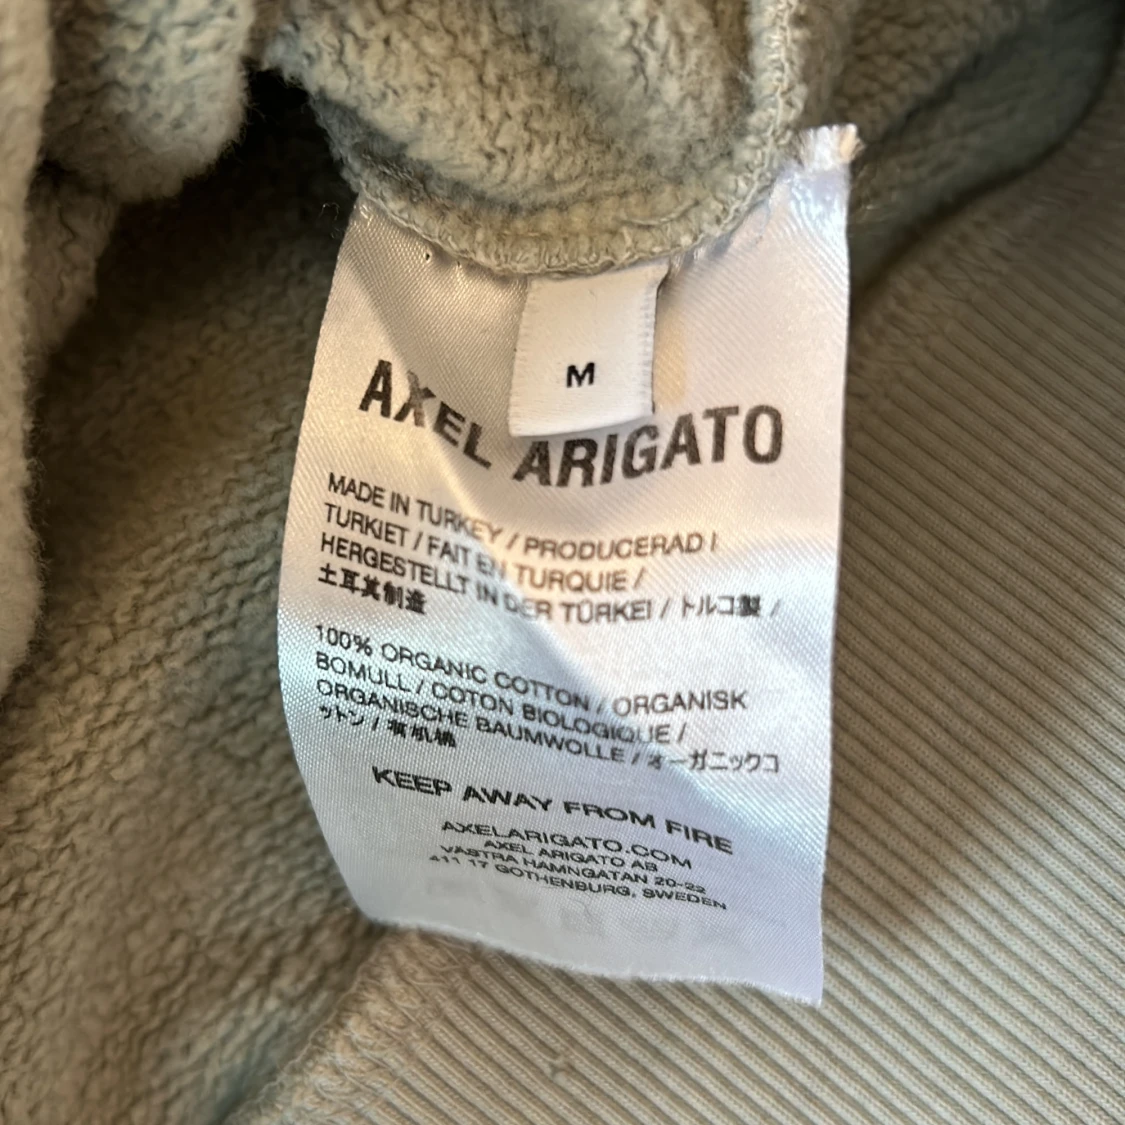 M
AXEL ARIGATO
MADE IN TURKEY / PRODUCERAD I
TURKIET / FAIT EN TURQUIE /
HERGESTELLT IN DER TÜRKEI / トルコ製 /
土耳其制造
100% ORGANIC COTTON / ORGANISK
BOMULL / COTON BIOLOGIQUE /
ORGANISCHE BAUMWOLLE / オーガニックコ
ットン / 有机棉
KEEP AWAY FROM FIRE
AXELARIGATO.COM
AXEL ARIGATO AB
VÄSTRA HAMNGATAN 20-22
411 17 GOTHENBURG, SWEDEN